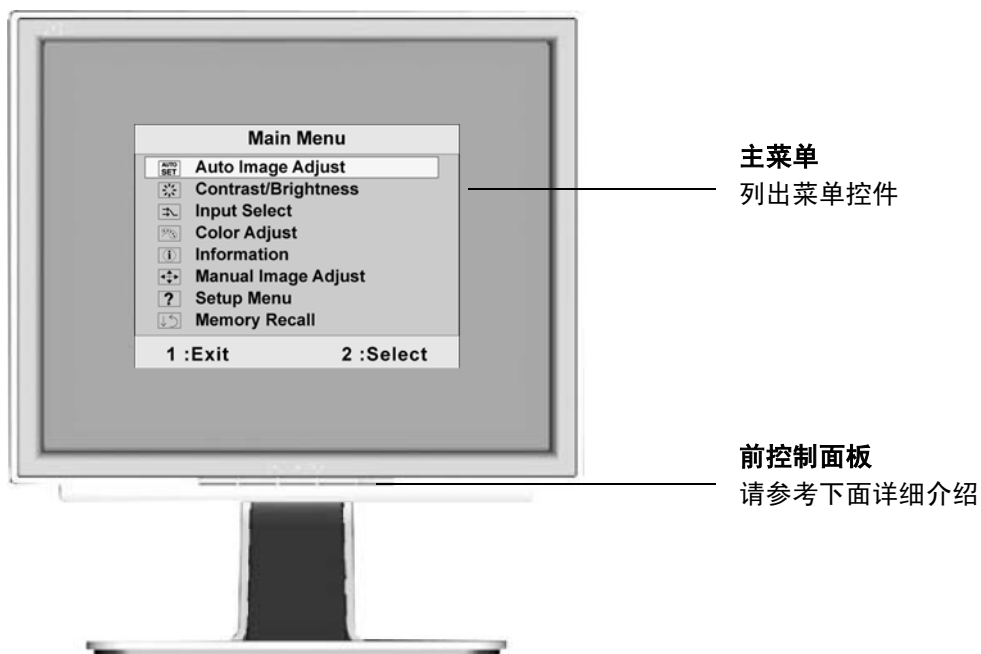 Main Menu
AUTO SET Auto Image Adjust
Contrast/Brightness
Input Select
Color Adjust
Information
Manual Image Adjust
? Setup Menu
Memory Recall
1 :Exit 2 :Select
主菜单
列出菜单控件
前控制面板
请参考下面详细介绍